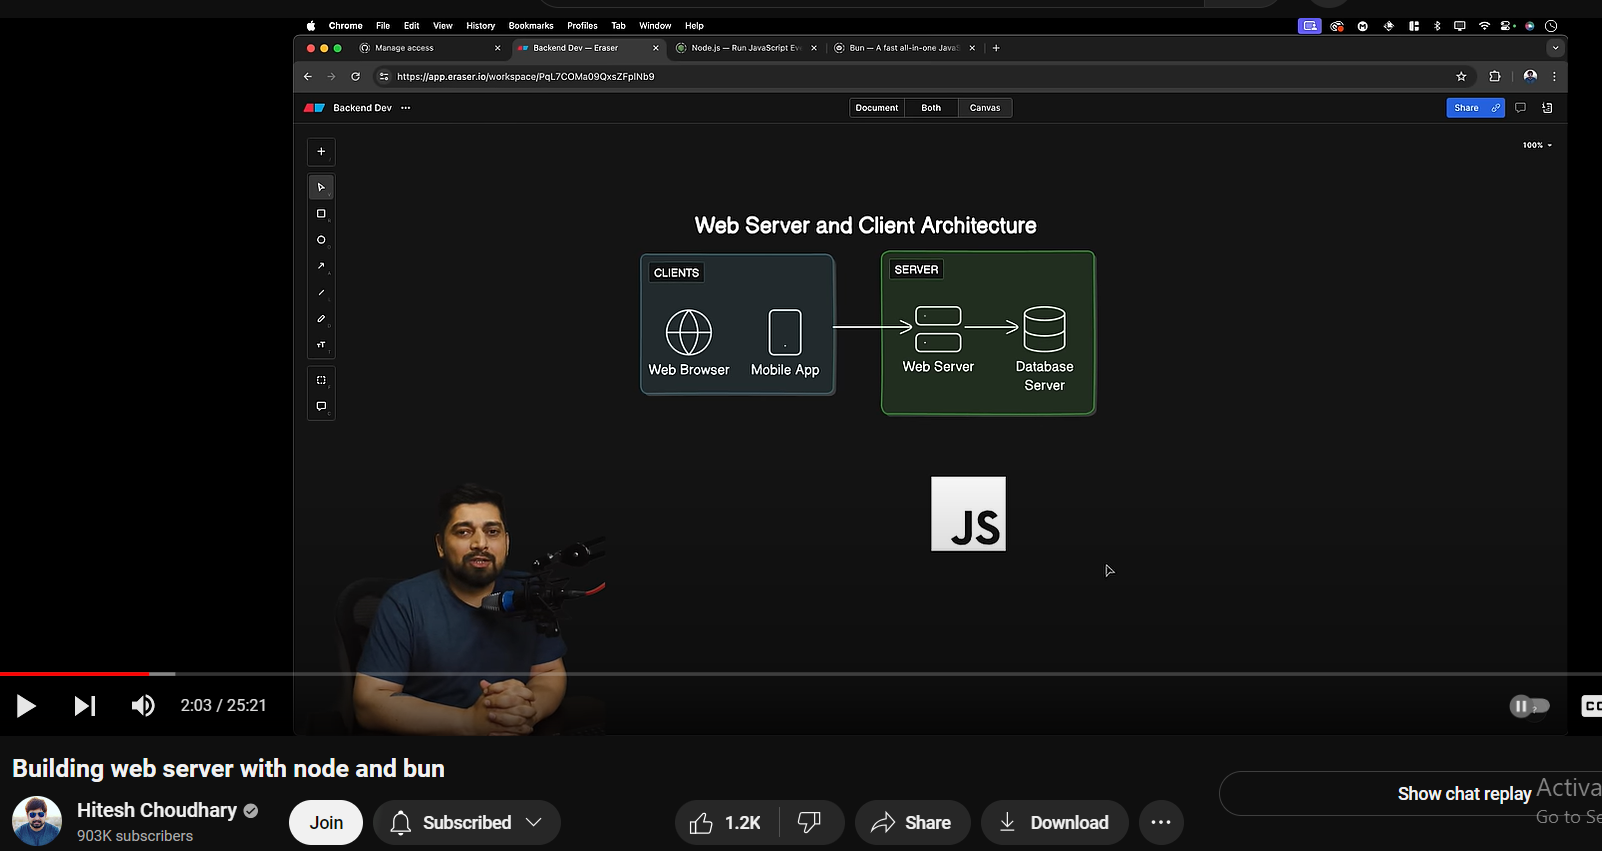 Chrome File Edit View History Bookmarks Profiles Tab Window Help
Manage access
Backend Dev — Eraser
Node.js — Run JavaScript Ev
Bun — A fast all-in-one JavaS
https://app.eraser.io/workspace/PqL7COMa09QxsZFpINb9
Backend Dev
Document Both Canvas
Share
100%
Web Server and Client Architecture
CLIENTS
SERVER
Web Browser
Mobile App
Web Server
Database
Server
JS
2:03 / 25:21
CC
Building web server with node and bun
Hitesh Choudhary
903K subscribers
Join
Subscribed
1.2K
Share
Download
Show chat replay
Activa
Go to Se